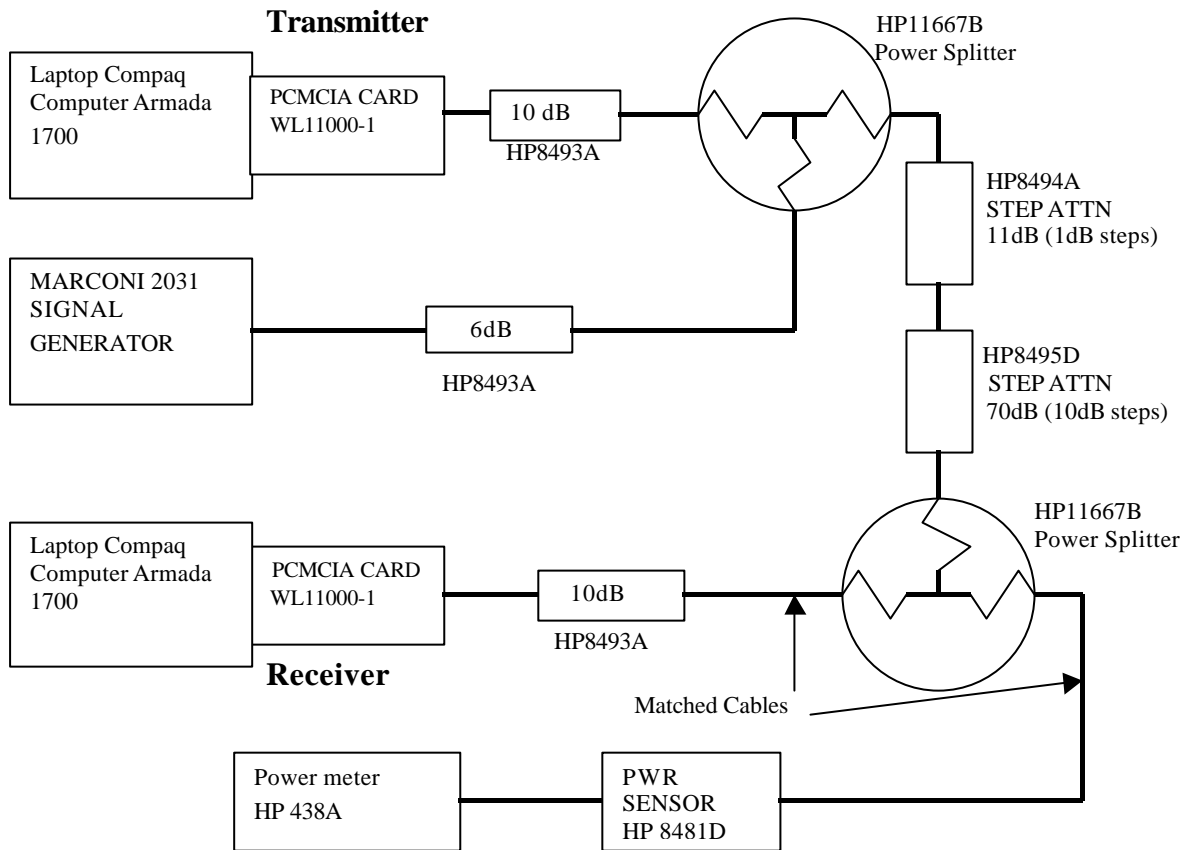 Transmitter
HP11667B
Power Splitter
Laptop Compaq
Computer Armada
1700
PCMCIA CARD
WL11000-1
10 dB
HP8493A
HP8494A
STEP ATTN
11dB (1dB steps)
MARCONI 2031
SIGNAL
GENERATOR
6dB
HP8493A
HP8495D
STEP ATTN
70dB (10dB steps)
HP11667B
Power Splitter
Laptop Compaq
Computer Armada
1700
PCMCIA CARD
WL11000-1
10dB
HP8493A
Receiver
Matched Cables
Power meter
HP 438A
PWR
SENSOR
HP 8481D